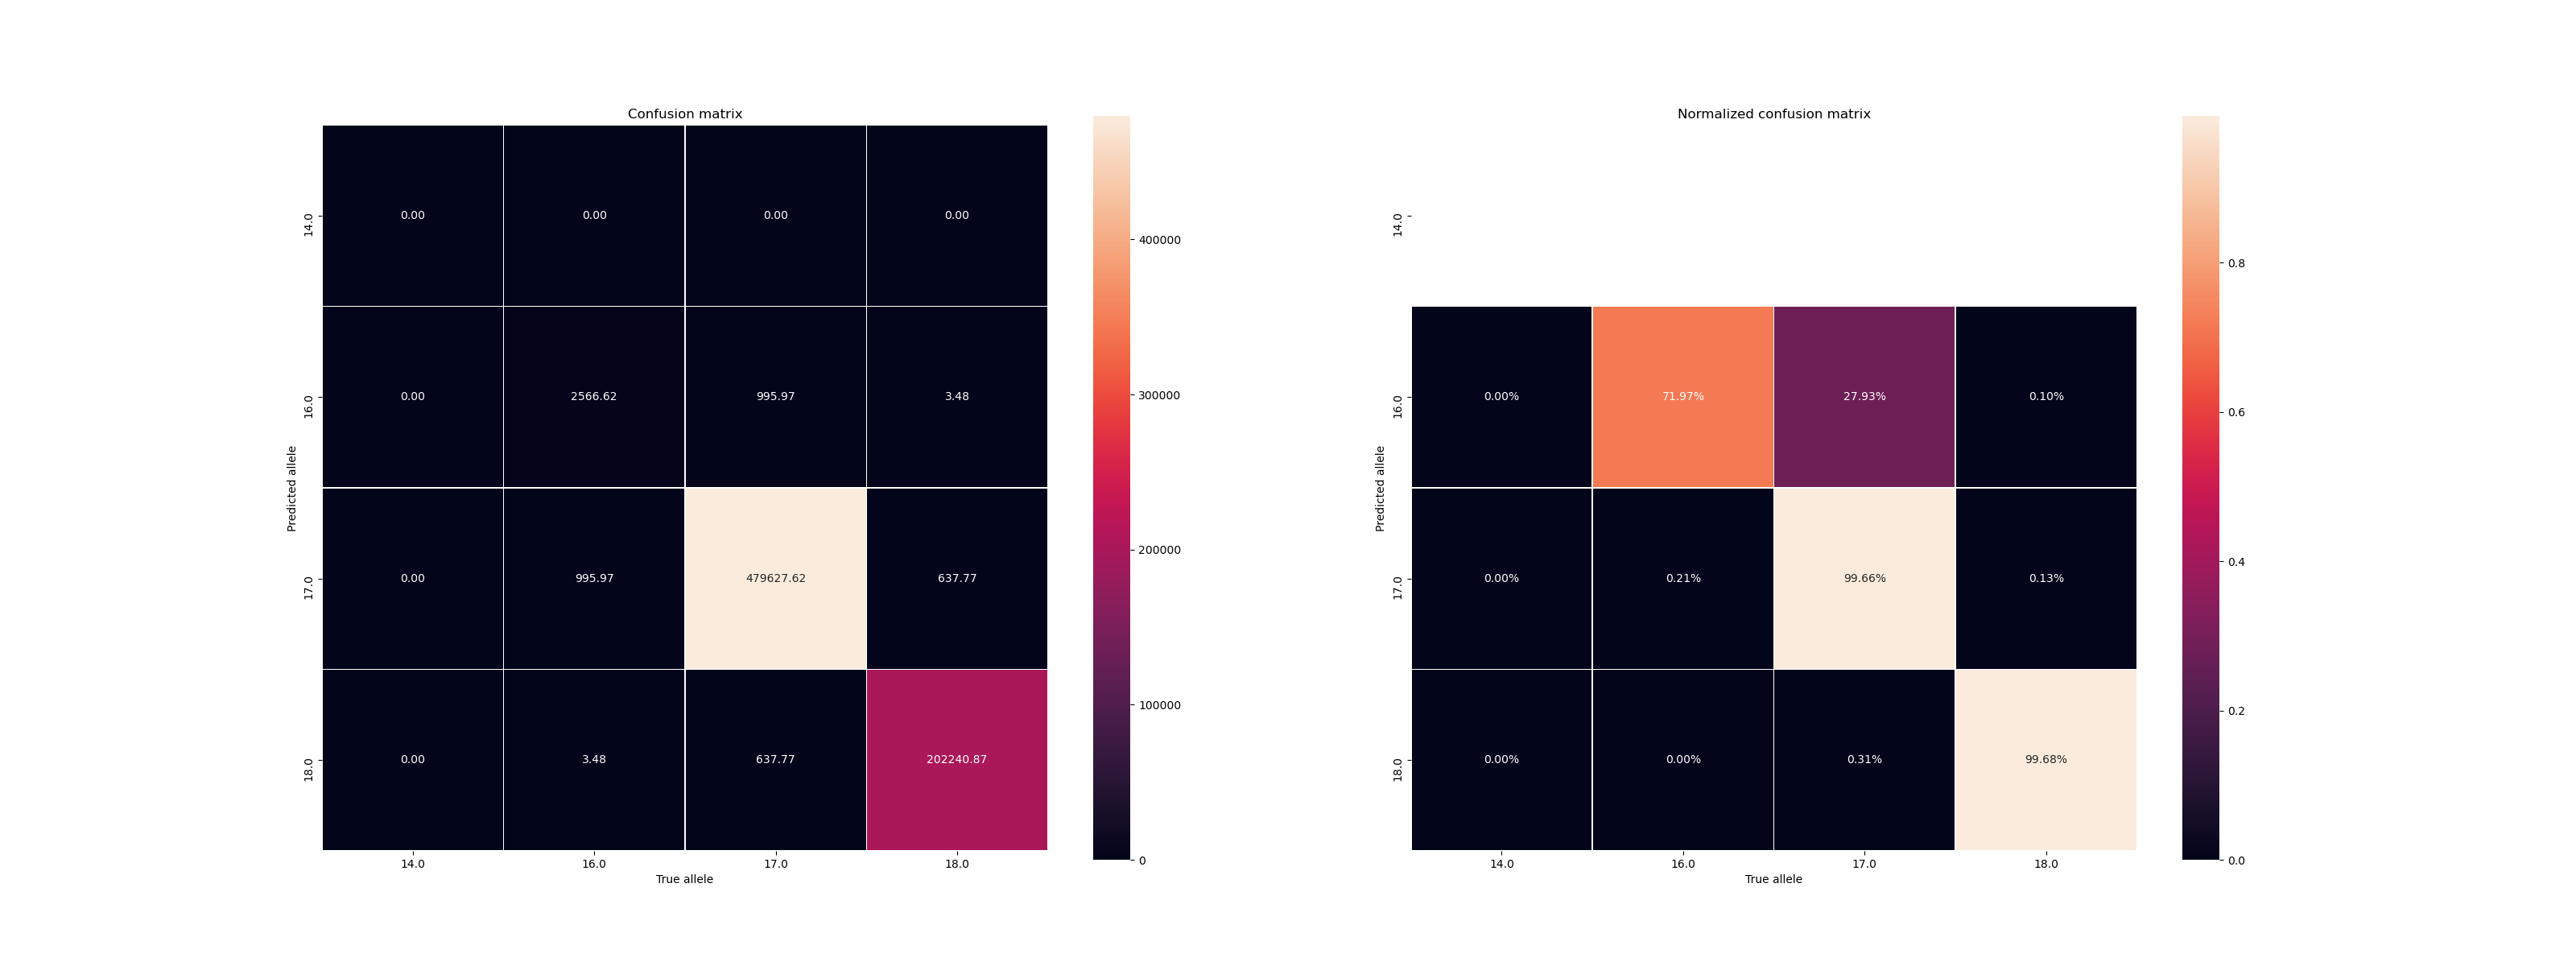 Confusion matrix
14.0
0.00 0.00 0.00 0.00
16.0
0.00 2566.62 995.97 3.48
Predicted allele
17.0
0.00 995.97 479627.62 637.77
18.0
0.00 3.48 637.77 202240.87
14.0 16.0 17.0 18.0
True allele
400000
300000
200000
100000
0
Normalized confusion matrix
14.0
16.0
0.00% 71.97% 27.93% 0.10%
Predicted allele
17.0
0.00% 0.21% 99.66% 0.13%
18.0
0.00% 0.00% 0.31% 99.68%
14.0 16.0 17.0 18.0
True allele
0.8
0.6
0.4
0.2
0.0